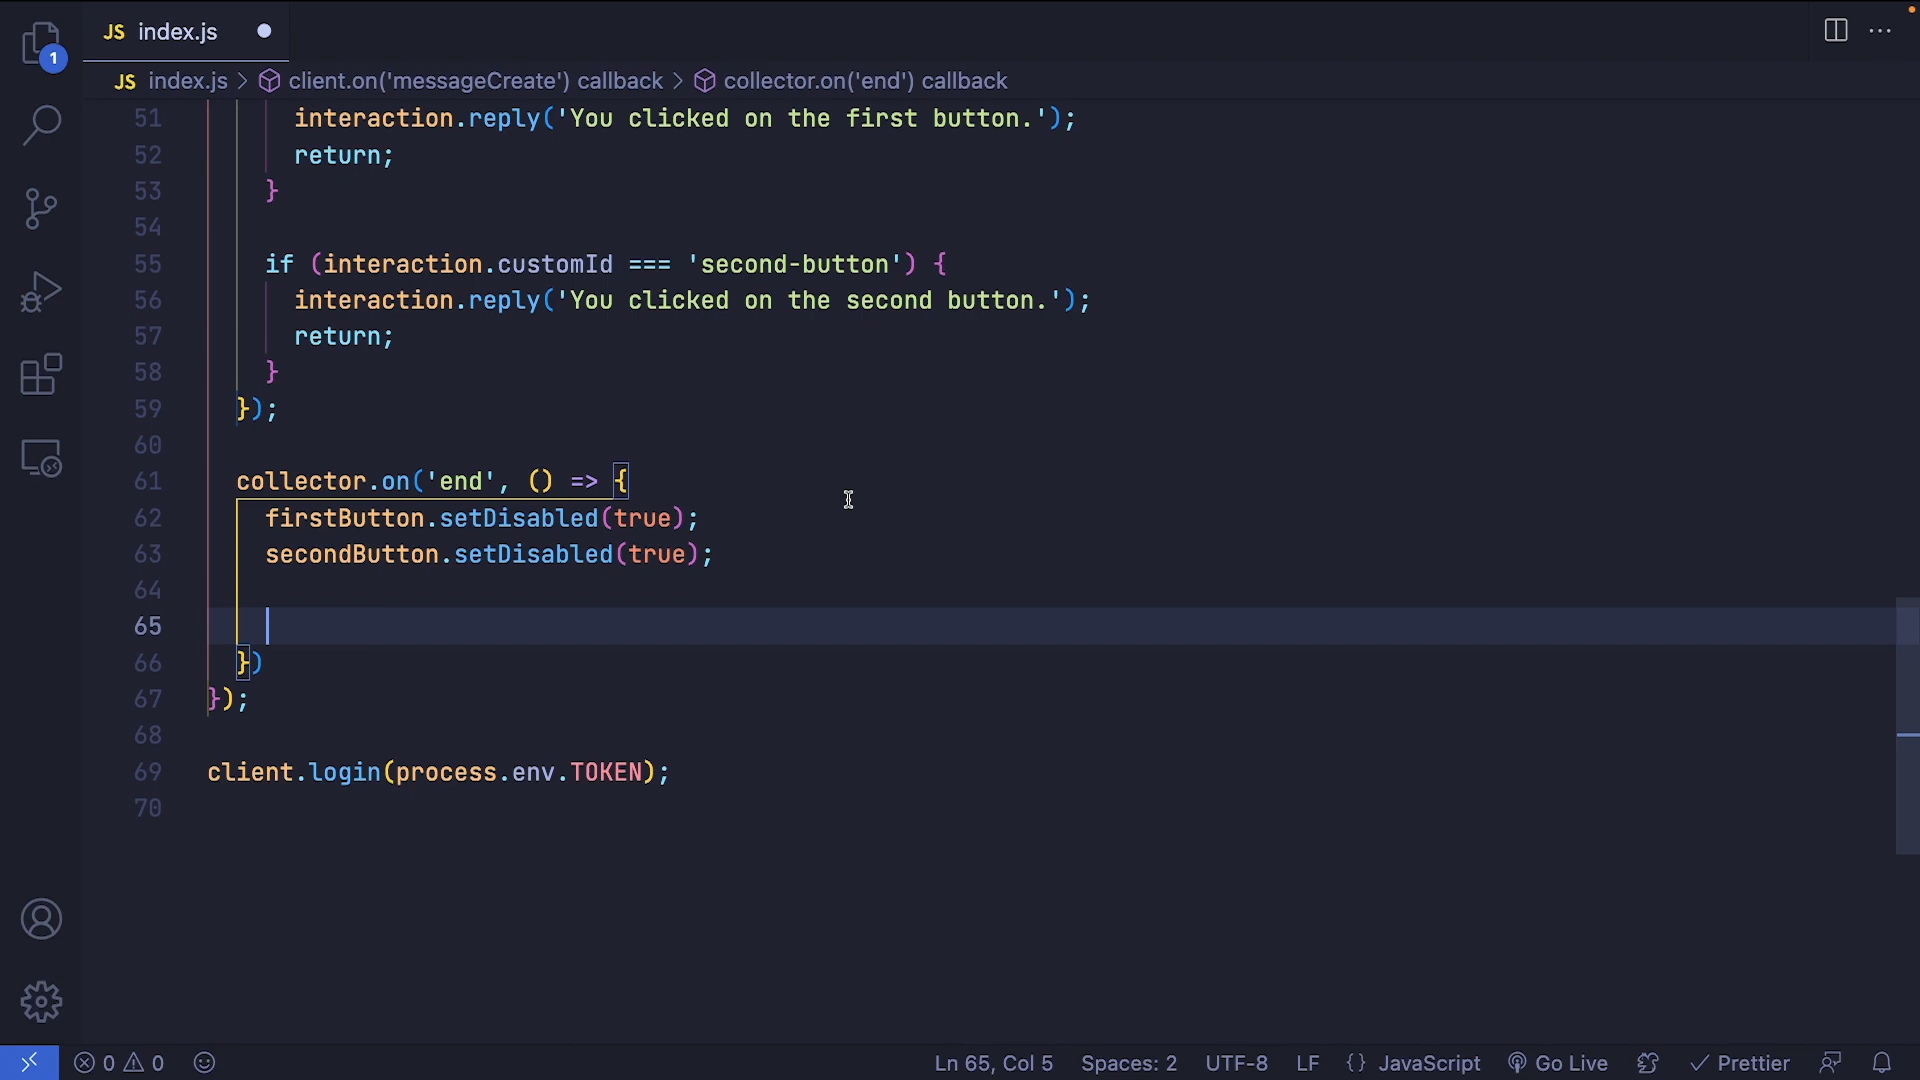 JS index.js
JS index.js > client.on('messageCreate') callback > collector.on('end') callback
1
51 interaction.reply('You clicked on the first button.');
52 return;
53 }
54
55 if (interaction.customId === 'second-button') {
56 interaction.reply('You clicked on the second button.');
57 return;
58 }
59 });
60
61 collector.on('end', () => {
62 firstButton.setDisabled(true);
63 secondButton.setDisabled(true);
64
65
66 })
67 });
68
69 client.login(process.env.TOKEN);
70
0 0 Ln 65, Col 5 Spaces: 2 UTF-8 LF {} JavaScript Go Live Prettier